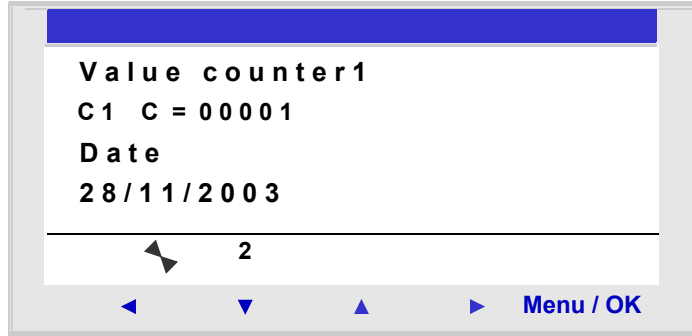 Value counter1
C1 C=00001
Date
28/11/2003
2
Menu / OK